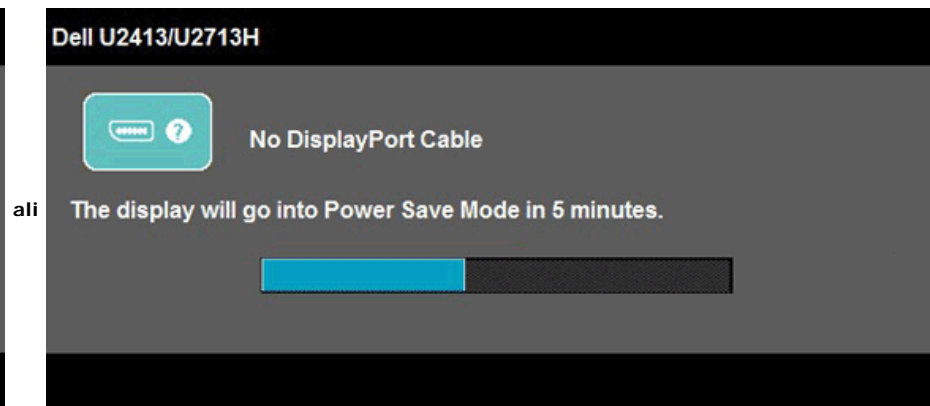 Dell U2413/U2713H
?
No DisplayPort Cable
ali
The display will go into Power Save Mode in 5 minutes.